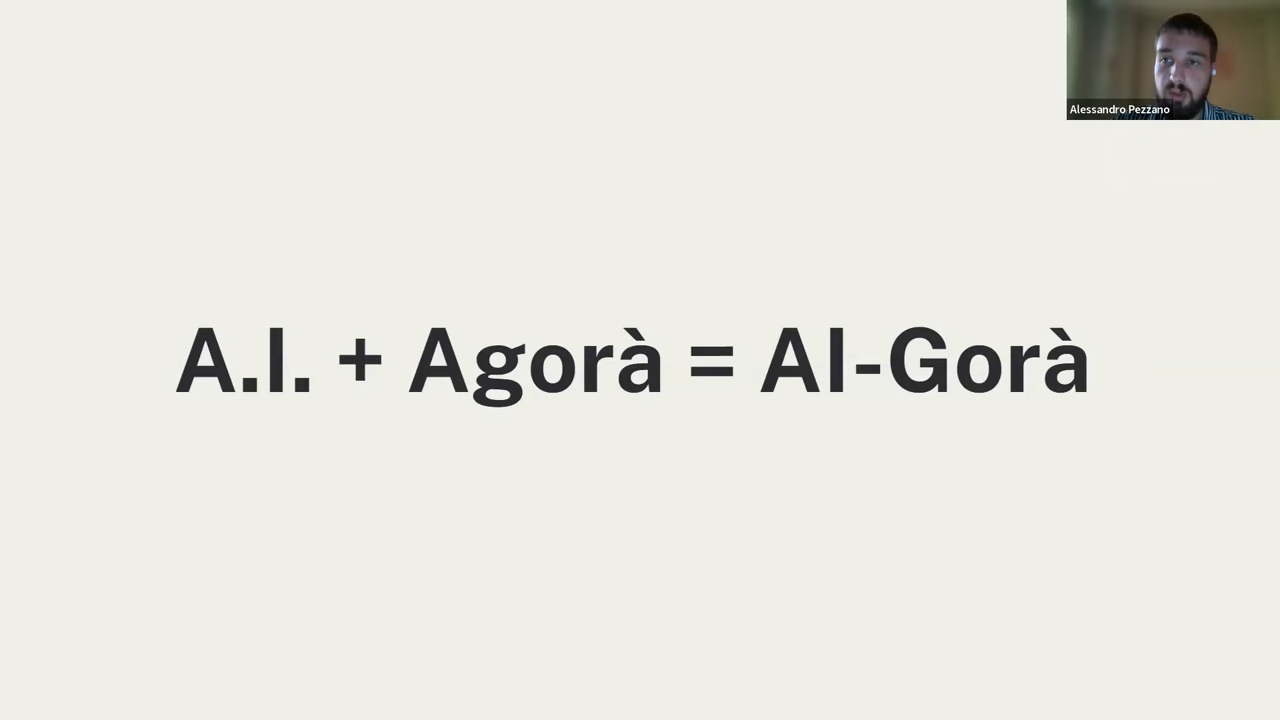 Alessandro Pezzano
A.I. + Agorà = AI-Gorà